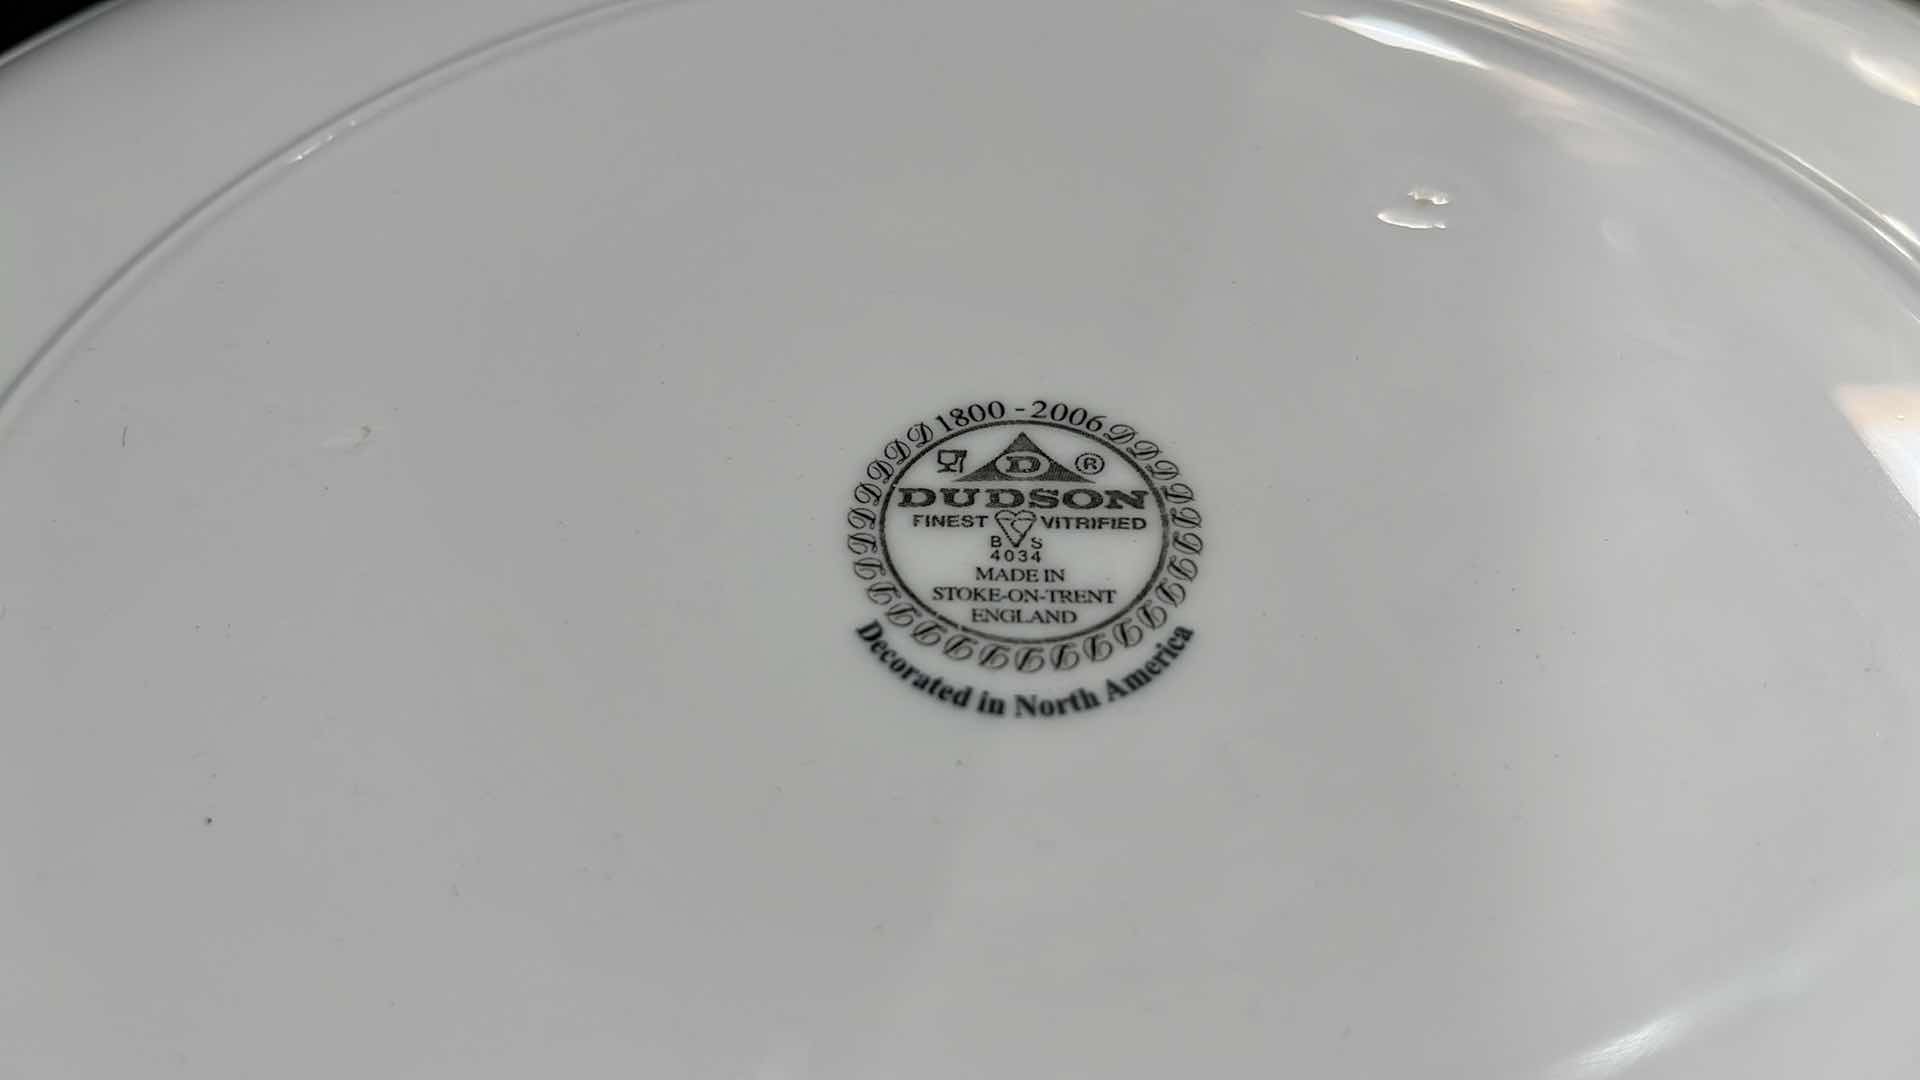 1800 - 2006
D D D D D D D D D D D D D D D D D D D D D D D D D D D
D ®
DUDSON
FINEST VITRIFIED
B S
4034
MADE IN
STOKE-ON-TRENT
ENGLAND
Decorated in North America